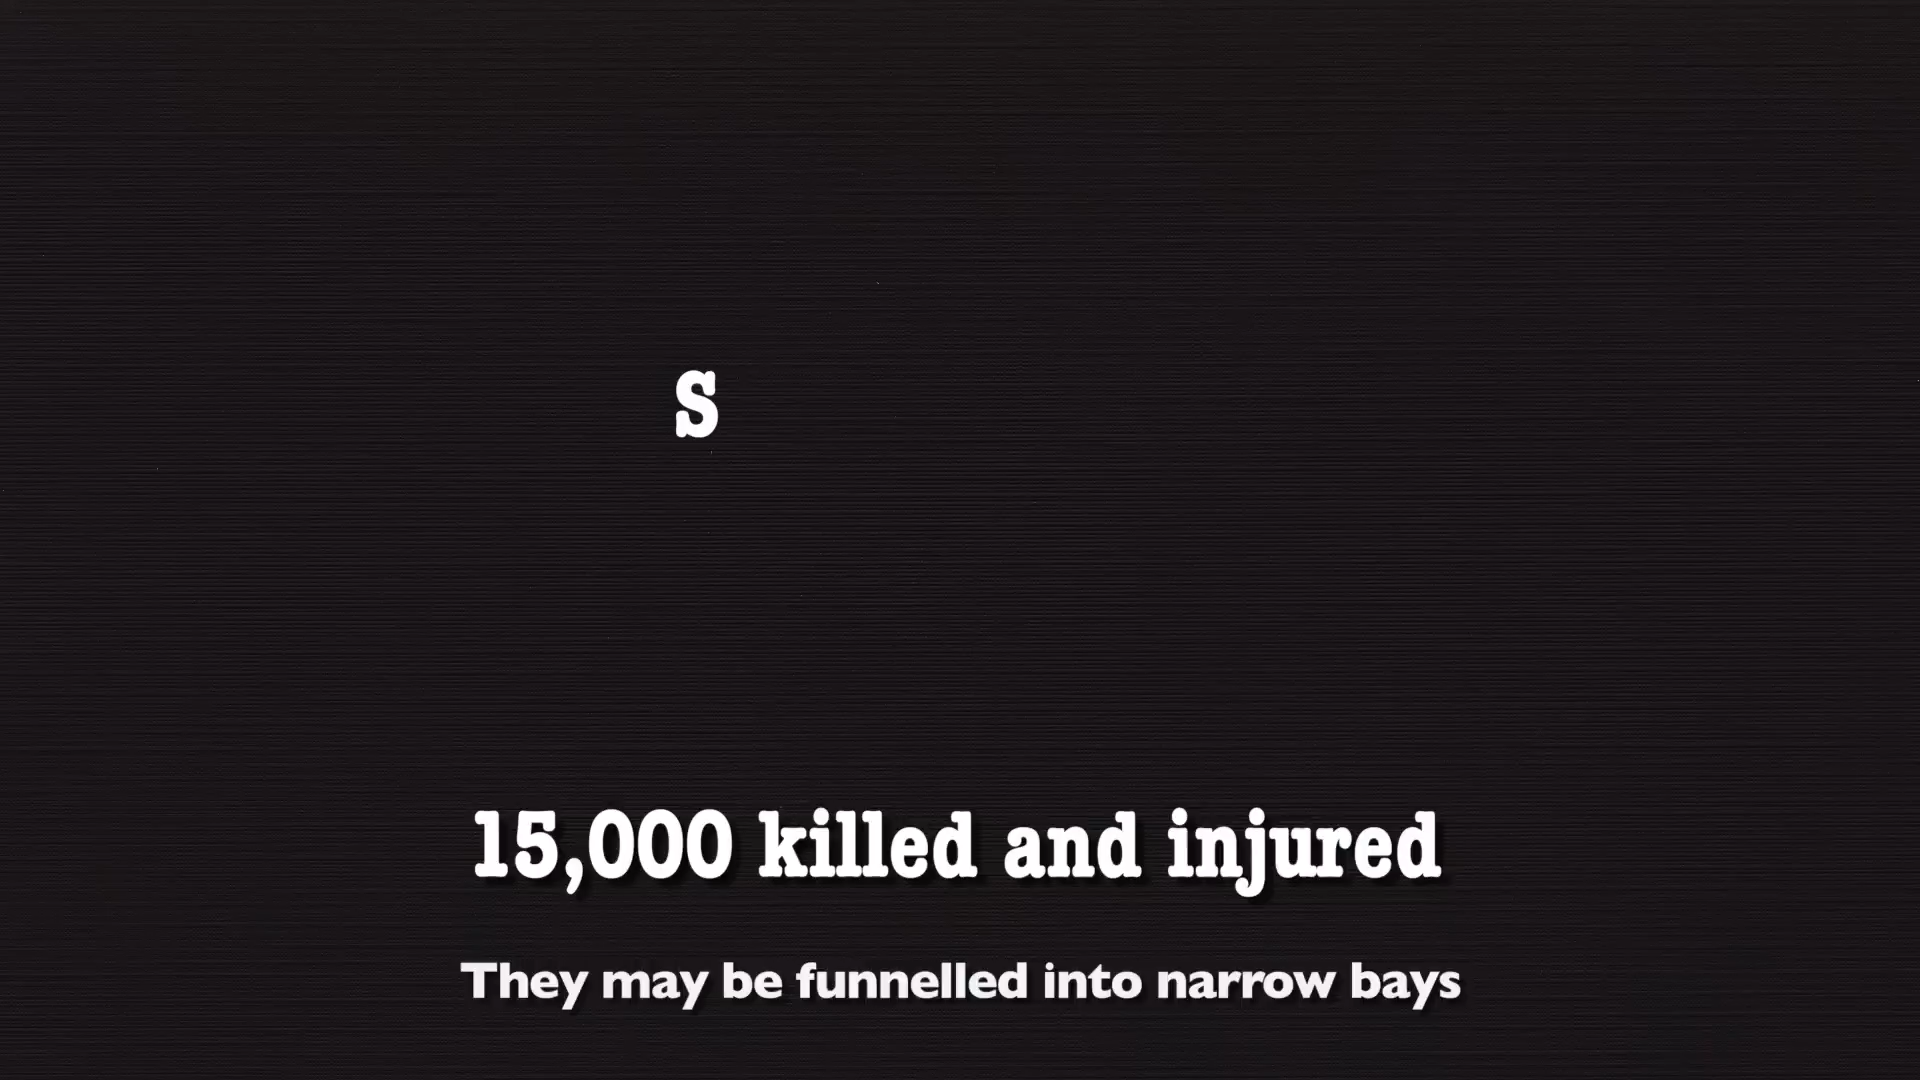 S
15,000 killed and injured
They may be funnelled into narrow bays